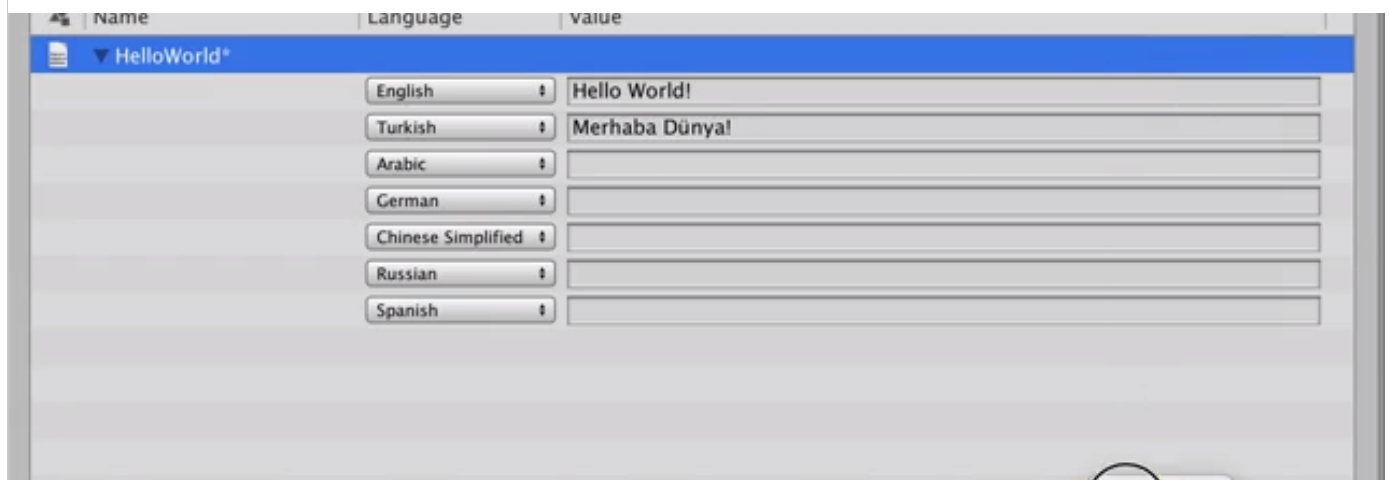 Name Language Value
HelloWorld*
English Hello World!
Turkish Merhaba Dünya!
Arabic
German
Chinese Simplified
Russian
Spanish